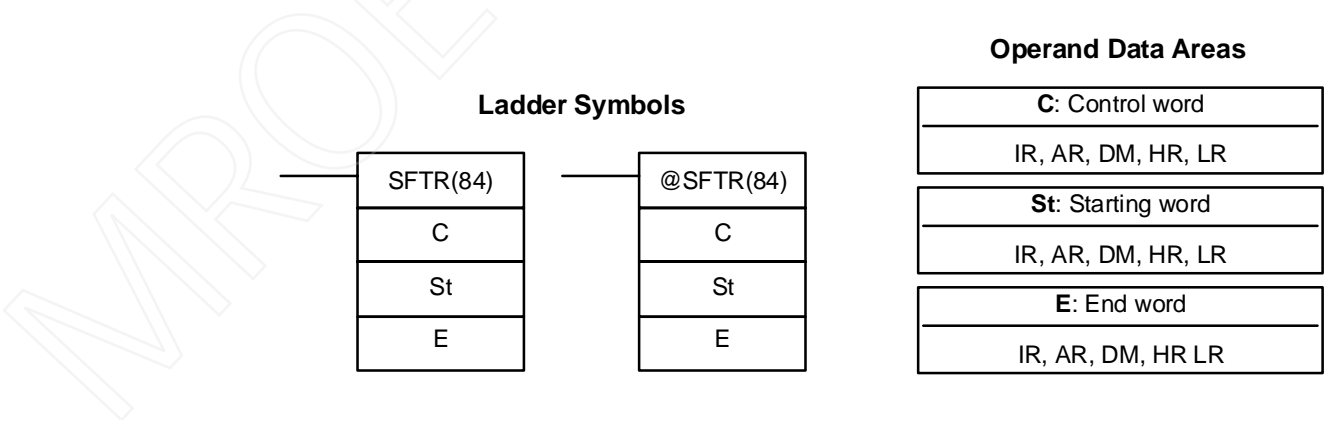 Operand Data Areas
Ladder Symbols
C: Control word
IR, AR, DM, HR, LR
SFTR(84)
@SFTR(84)
St: Starting word
C
C
IR, AR, DM, HR, LR
St
St
E: End word
E
E
IR, AR, DM, HR LR